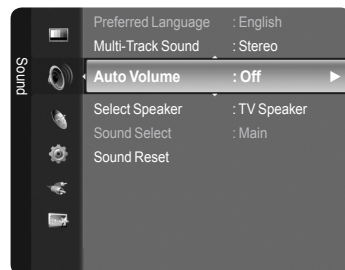 Sound
Preferred Language : English
Multi-Track Sound : Stereo
Auto Volume : Off ►
Select Speaker : TV Speaker
Sound Select : Main
Sound Reset